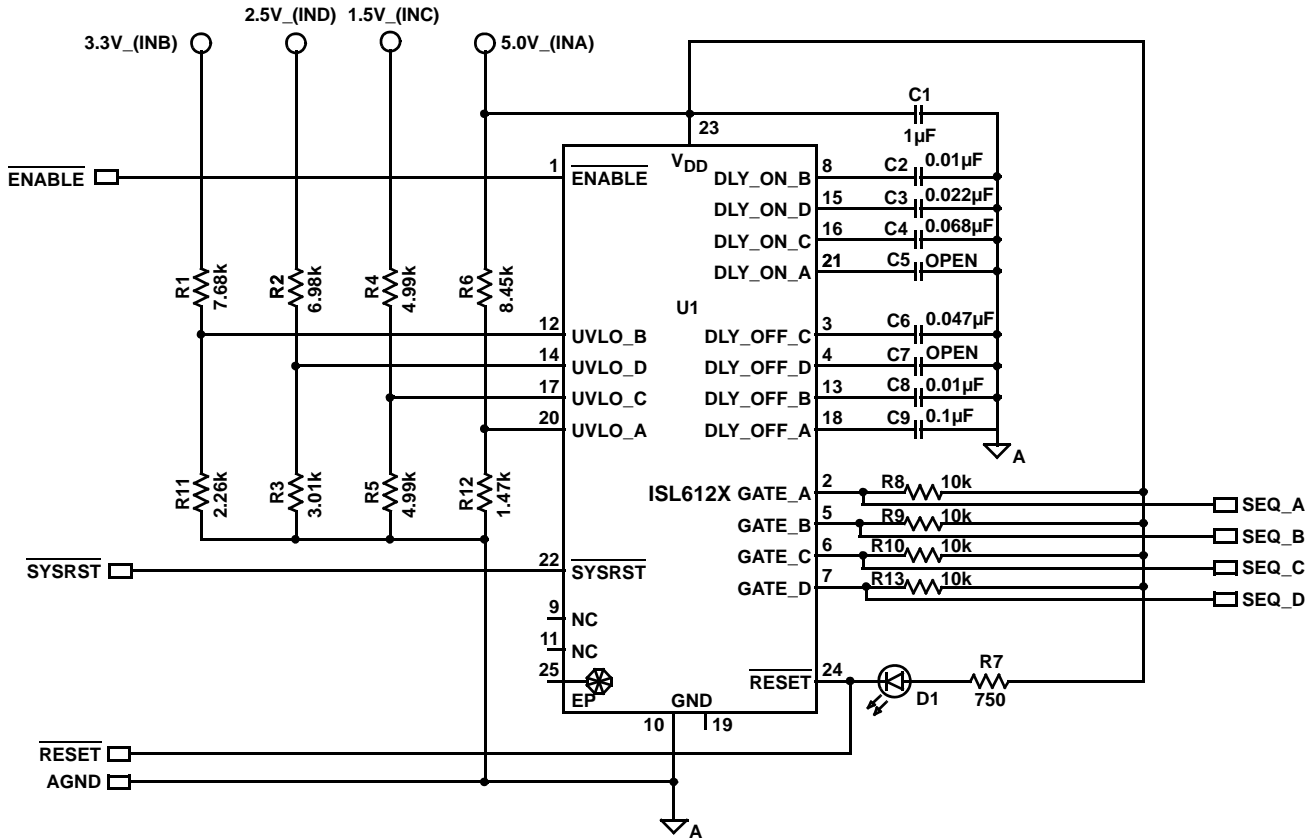 2.5V_(IND) 1.5V_(INC)
3.3V_(INB) 5.0V_(INA)
C1
1µF
23
ENABLE
1 ENABLE
VDD
DLY_ON_B 8 C2 0.01µF
DLY_ON_D 15 C3 0.022µF
DLY_ON_C 16 C4 0.068µF
DLY_ON_A 21 C5 OPEN
R1 7.68k
R2 6.98k
R4 4.99k
R6 8.45k
U1
12 UVLO_B
14 UVLO_D
17 UVLO_C
20 UVLO_A
DLY_OFF_C 3 C6 0.047µF
DLY_OFF_D 4 C7 OPEN
DLY_OFF_B 13 C8 0.01µF
DLY_OFF_A 18 C9 0.1µF
A
R11 2.26k
R3 3.01k
R5 4.99k
R12 1.47k
ISL612X
GATE_A 2 R8 10k
SEQ_A
GATE_B 5 R9 10k
SEQ_B
GATE_C 6 R10 10k
SEQ_C
GATE_D 7 R13 10k
SEQ_D
SYSRST
22 SYSRST
9 NC
11 NC
25 EP
RESET 24
D1
R7
750
GND
10 19
RESET
AGND
A